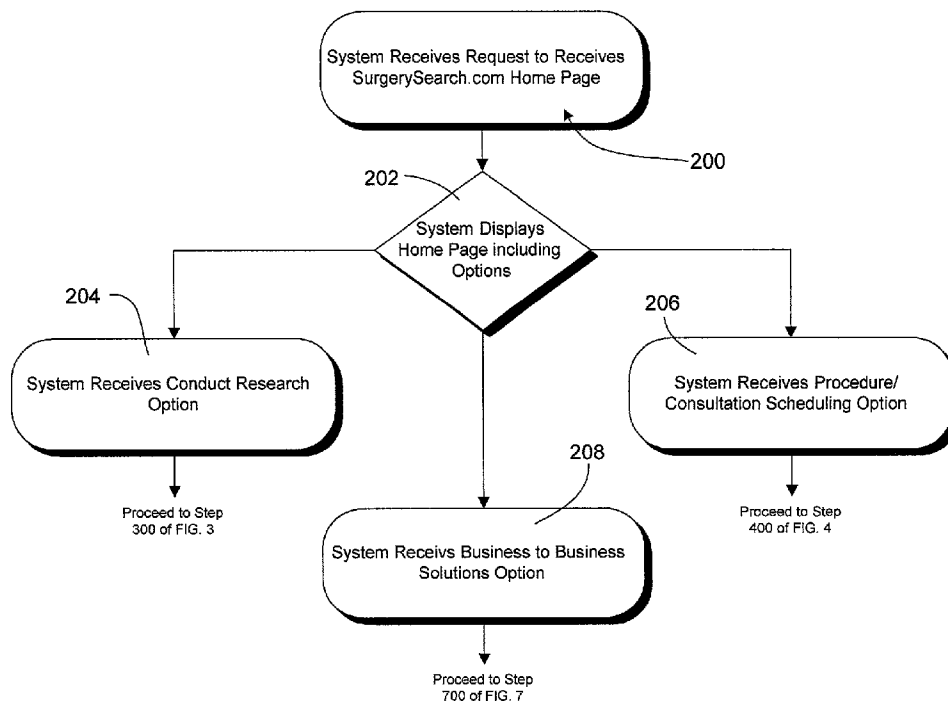 System Receives Request to Receives
SurgerySearch.com Home Page
200
202
System Displays
Home Page including
Options
204
206
System Receives Conduct Research
Option
System Receives Procedure/
Consultation Scheduling Option
Proceed to Step
300 of FIG. 3
208
Proceed to Step
400 of FIG. 4
System Receivs Business to Business
Solutions Option
Proceed to Step
700 of FIG. 7